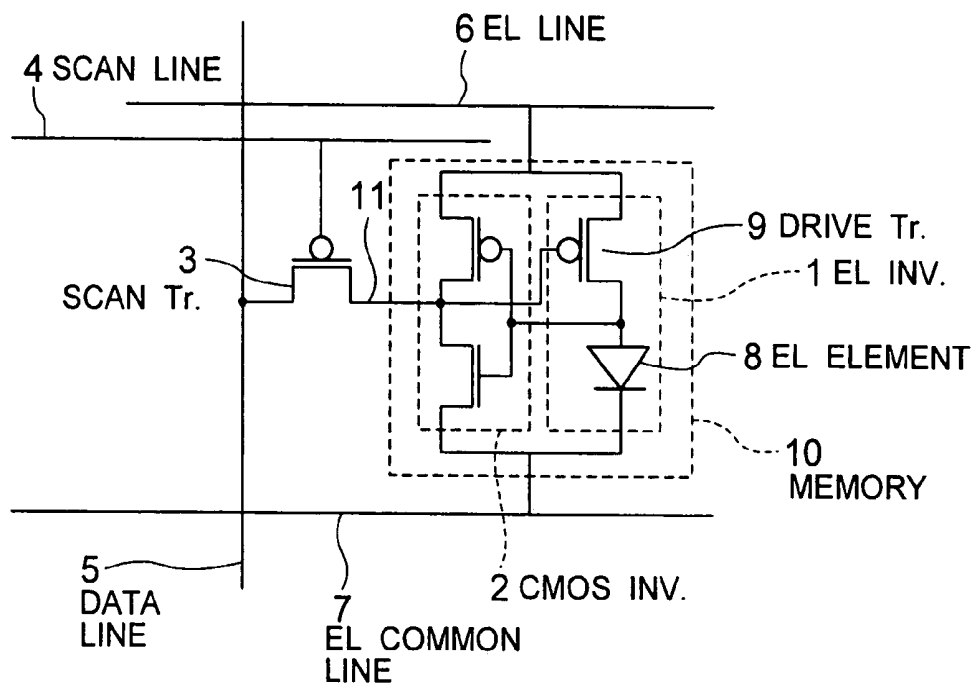 6 EL LINE
4 SCAN LINE
11
3
SCAN Tr.
9 DRIVE Tr.
1 EL INV.
8 EL ELEMENT
10
MEMORY
5
DATA
LINE
7
EL COMMON
LINE
2 CMOS INV.